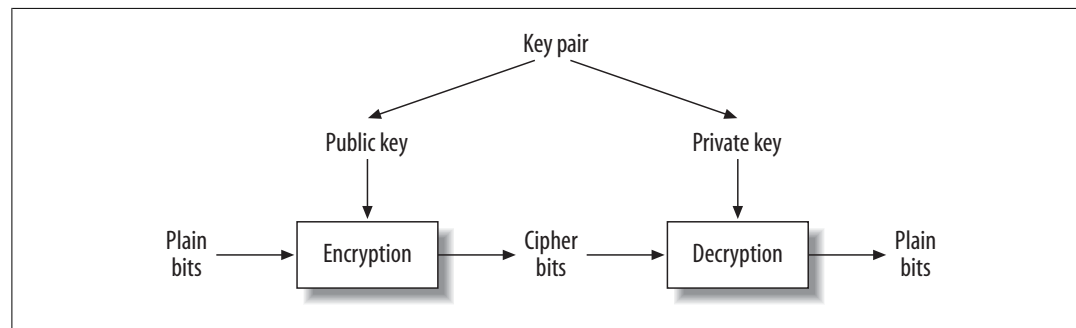 Key pair
Public key
Private key
Plain
bits
Encryption
Cipher
bits
Decryption
Plain
bits